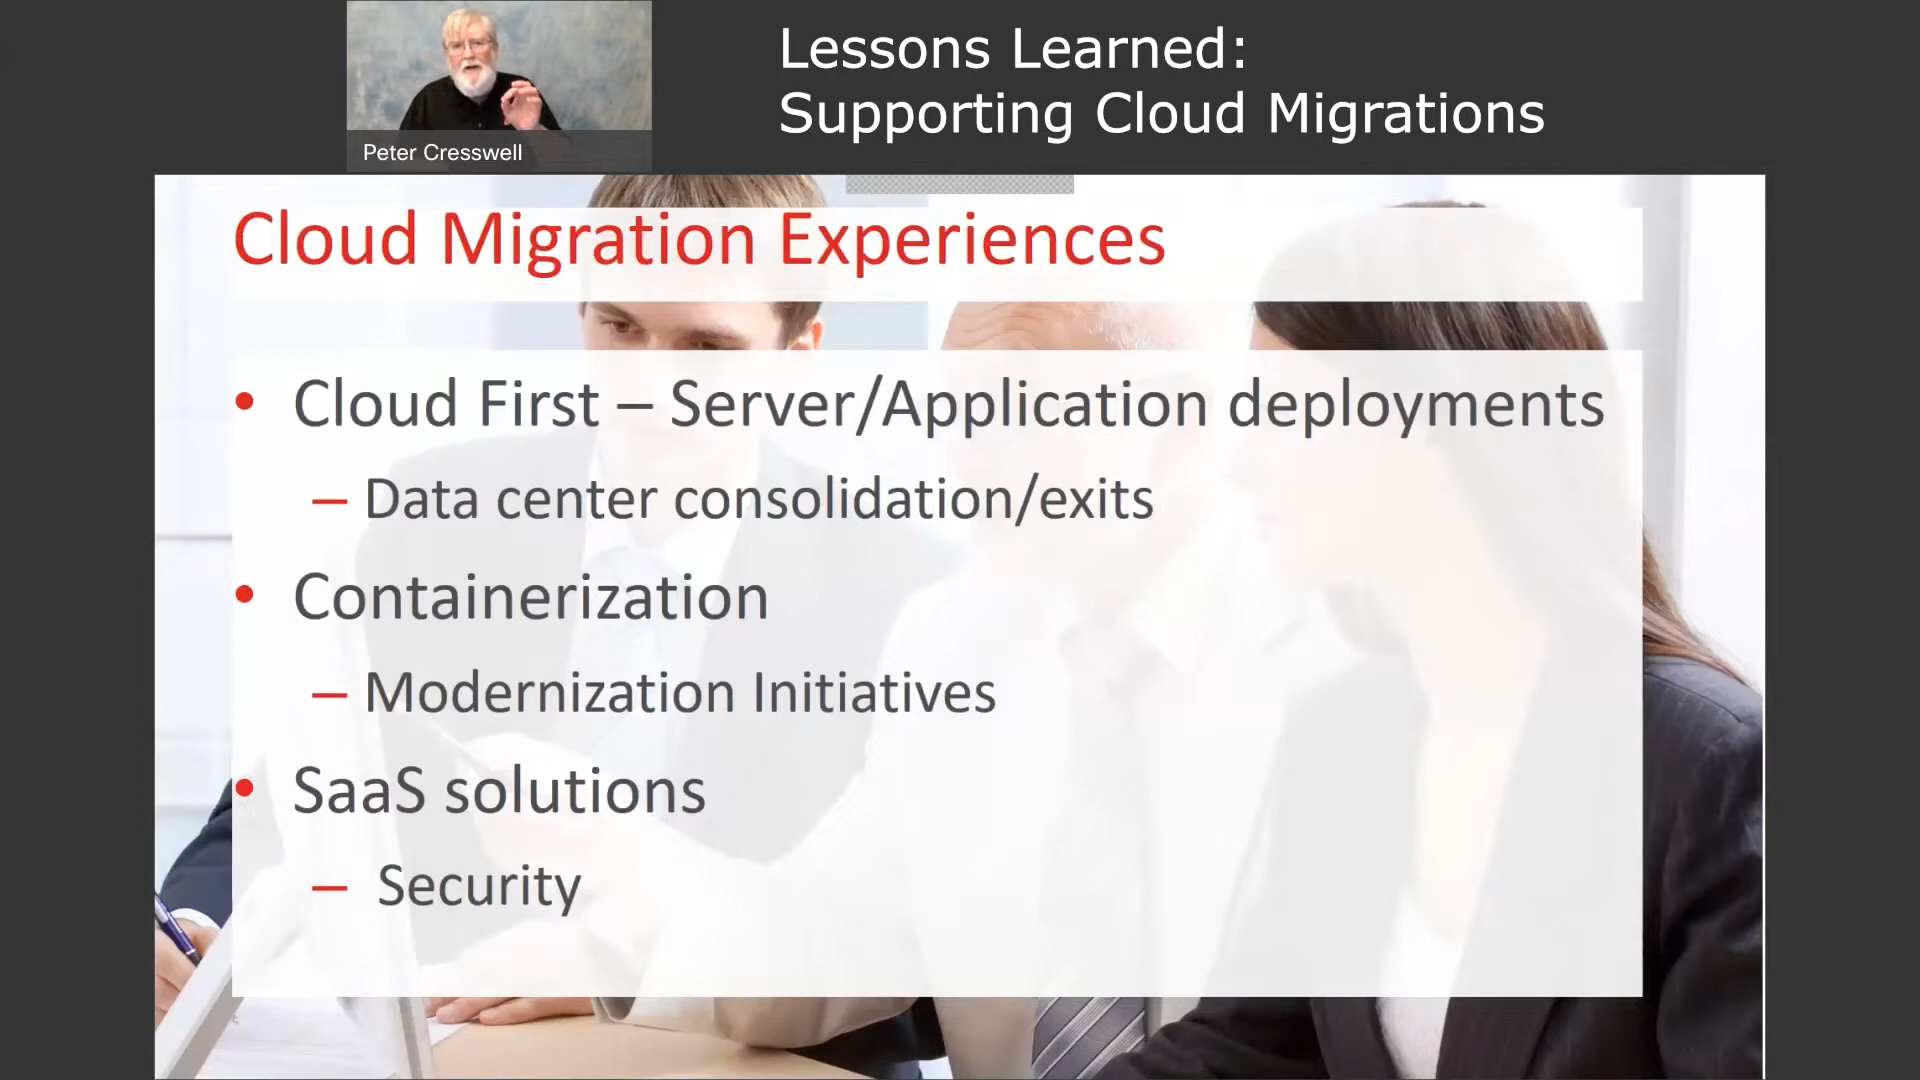 Peter Cresswell
Lessons Learned:
Supporting Cloud Migrations
Cloud Migration Experiences
• Cloud First – Server/Application deployments
– Data center consolidation/exits
• Containerization
– Modernization Initiatives
• SaaS solutions
– Security